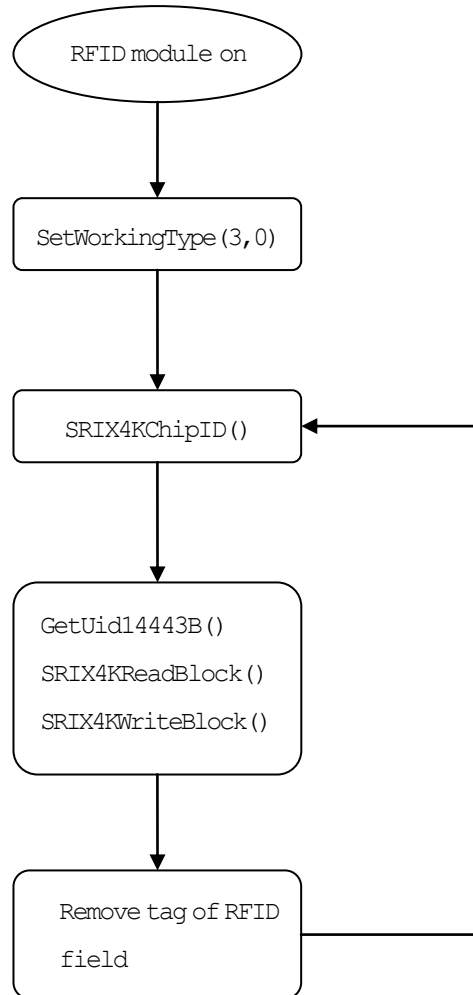 RFID module on
SetWorkingType(3,0)
SRIX4KChipID()
GetUid14443B()
SRIX4KReadBlock()
SRIX4KWriteBlock()
Remove tag of RFID
field